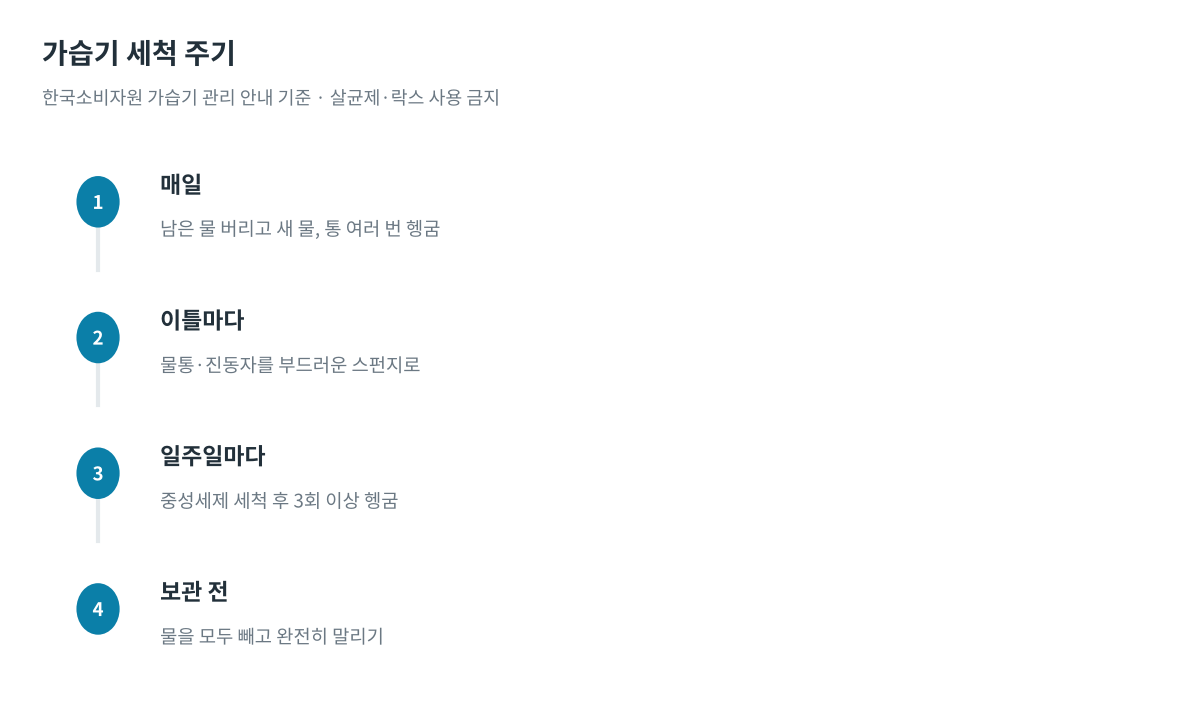 가습기 세척 주기
한국소비자원 가습기 관리 안내 기준 · 살균제·락스 사용 금지
1
매일
남은 물 버리고 새 물, 통 여러 번 헹굼
2
이틀마다
물통·진동자를 부드러운 스펀지로
3
일주일마다
중성세제 세척 후 3회 이상 헹굼
4
보관 전
물을 모두 빼고 완전히 말리기